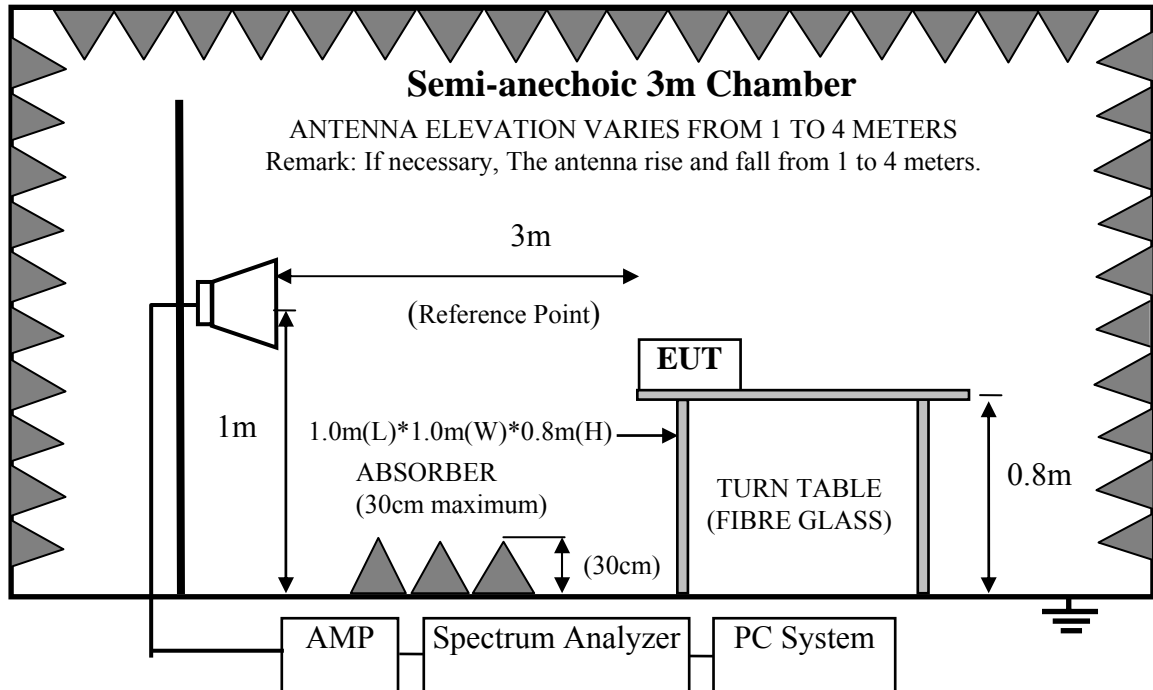 Semi-anechoic 3m Chamber
ANTENNA ELEVATION VARIES FROM 1 TO 4 METERS
Remark: If necessary, The antenna rise and fall from 1 to 4 meters.
3m
(Reference Point)
EUT
1m
1.0m(L)*1.0m(W)*0.8m(H)
ABSORBER
(30cm maximum)
(30cm)
TURN TABLE
(FIBRE GLASS)
0.8m
AMP
Spectrum Analyzer
PC System